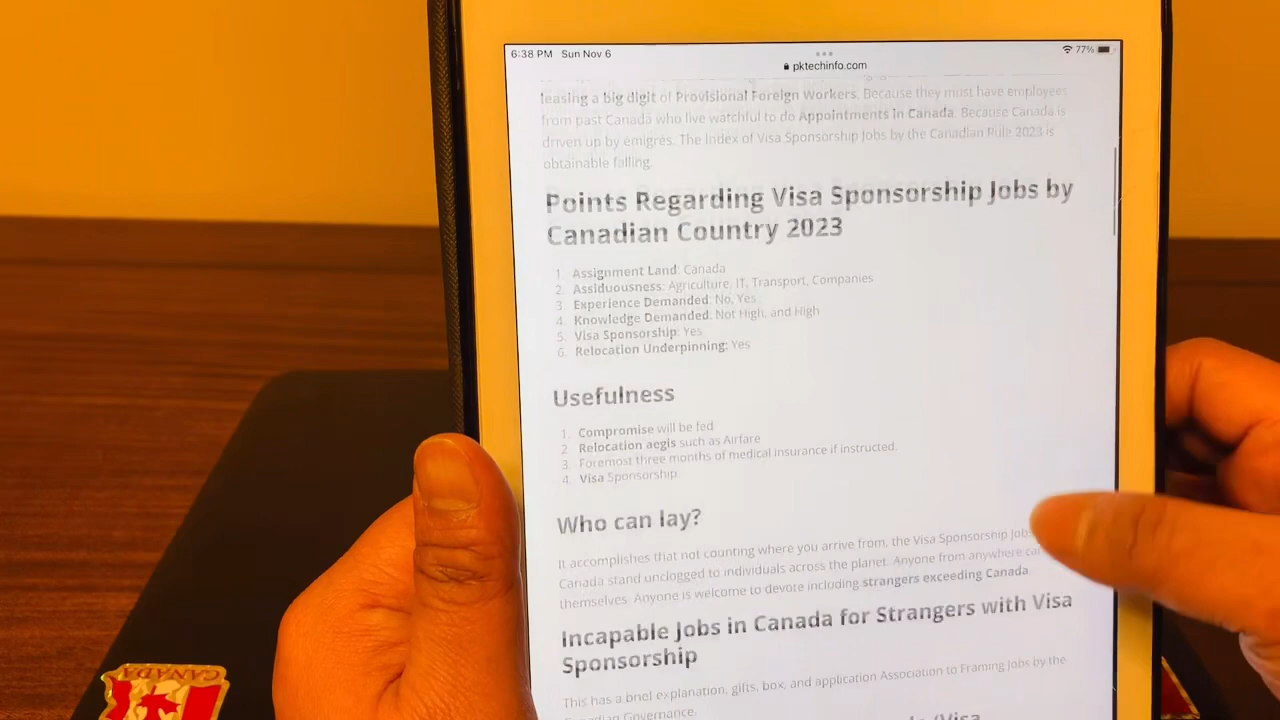 6:38 PM Sun Nov 6
77%
pktechinfo.com
leasing a big digit of Provisional Foreign Workers. Because they must have employees
from past Canada who live watchful to do Appointments in Canada. Because Canada is
driven up by emigres. The Index of Visa Sponsorship Jobs by the Canadian Rule 2023 is
obtainable falling.
Points Regarding Visa Sponsorship Jobs by
Canadian Country 2023
1. Assignment Land: Canada
2. Assiduousness: Agriculture, IT, Transport, Companies
3. Experience Demanded: No, Yes
4. Knowledge Demanded: Not High, and High
5. Visa Sponsorship: Yes
6. Relocation Underpinning: Yes
Usefulness
1. Compromise will be fed
2. Relocation aegis such as Airfare
3. Foremost three months of medical insurance if instructed.
4. Visa Sponsorship.
Who can lay?
It accomplishes that not counting where you arrive from, the Visa Sponsorship Jobs
Canada stand unclogged to individuals across the planet. Anyone from anywhere
themselves. Anyone is welcome to devote including strangers exceeding Canada.
Incapable Jobs in Canada for Strangers with Visa
Sponsorship
This has a brief explanation, gifts, box, and application Association to Framing Jobs by the
Canadian Governance.
(Visa
CANADA